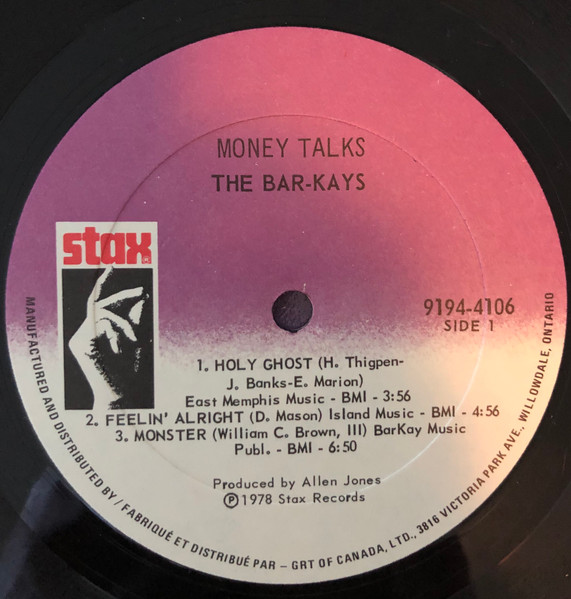 MONEY TALKS
THE BAR-KAYS
stax®
9194-4106
SIDE 1
1. HOLY GHOST (H. Thigpen-
J. Banks-E. Marion)
East Memphis Music - BMI - 3:56
2. FEELIN' ALRIGHT (D. Mason) Island Music - BMI - 4:56
3. MONSTER (William C. Brown, III) BarKay Music
Publ. - BMI - 6:50
Produced by Allen Jones
℗1978 Stax Records
MANUFACTURED AND DISTRIBUTED BY / FABRIQUÉ ET DISTRIBUÉ PAR - GRT OF CANADA, LTD., 3816 VICTORIA PARK AVE., WILLOWDALE, ONTARIO